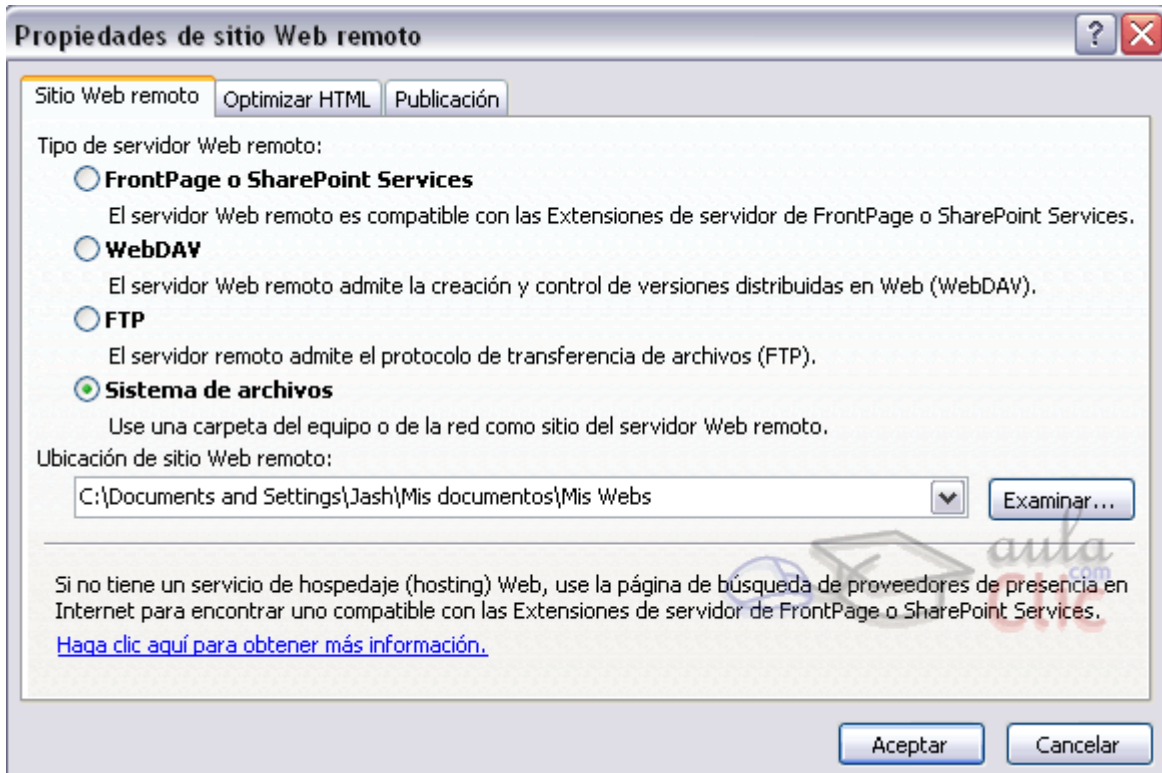 Propiedades de sitio Web remoto
?
Sitio Web remoto
Optimizar HTML
Publicación
Tipo de servidor Web remoto:
FrontPage o SharePoint Services
El servidor Web remoto es compatible con las Extensiones de servidor de FrontPage o SharePoint Services.
WebDAV
El servidor Web remoto admite la creación y control de versiones distribuidas en Web (WebDAV).
FTP
El servidor remoto admite el protocolo de transferencia de archivos (FTP).
Sistema de archivos
Use una carpeta del equipo o de la red como sitio del servidor Web remoto.
Ubicación de sitio Web remoto:
C:\Documents and Settings\Jash\Mis documentos\Mis Webs
Examinar...
aula
Clic
.com
Si no tiene un servicio de hospedaje (hosting) Web, use la página de búsqueda de proveedores de presencia en
Internet para encontrar uno compatible con las Extensiones de servidor de FrontPage o SharePoint Services.
Haga clic aquí para obtener más información.
Aceptar
Cancelar